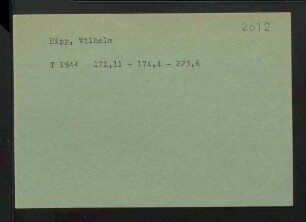 2612
Hipp, Wilhelm
T 1944 171,11 - 174,4 - 223,6